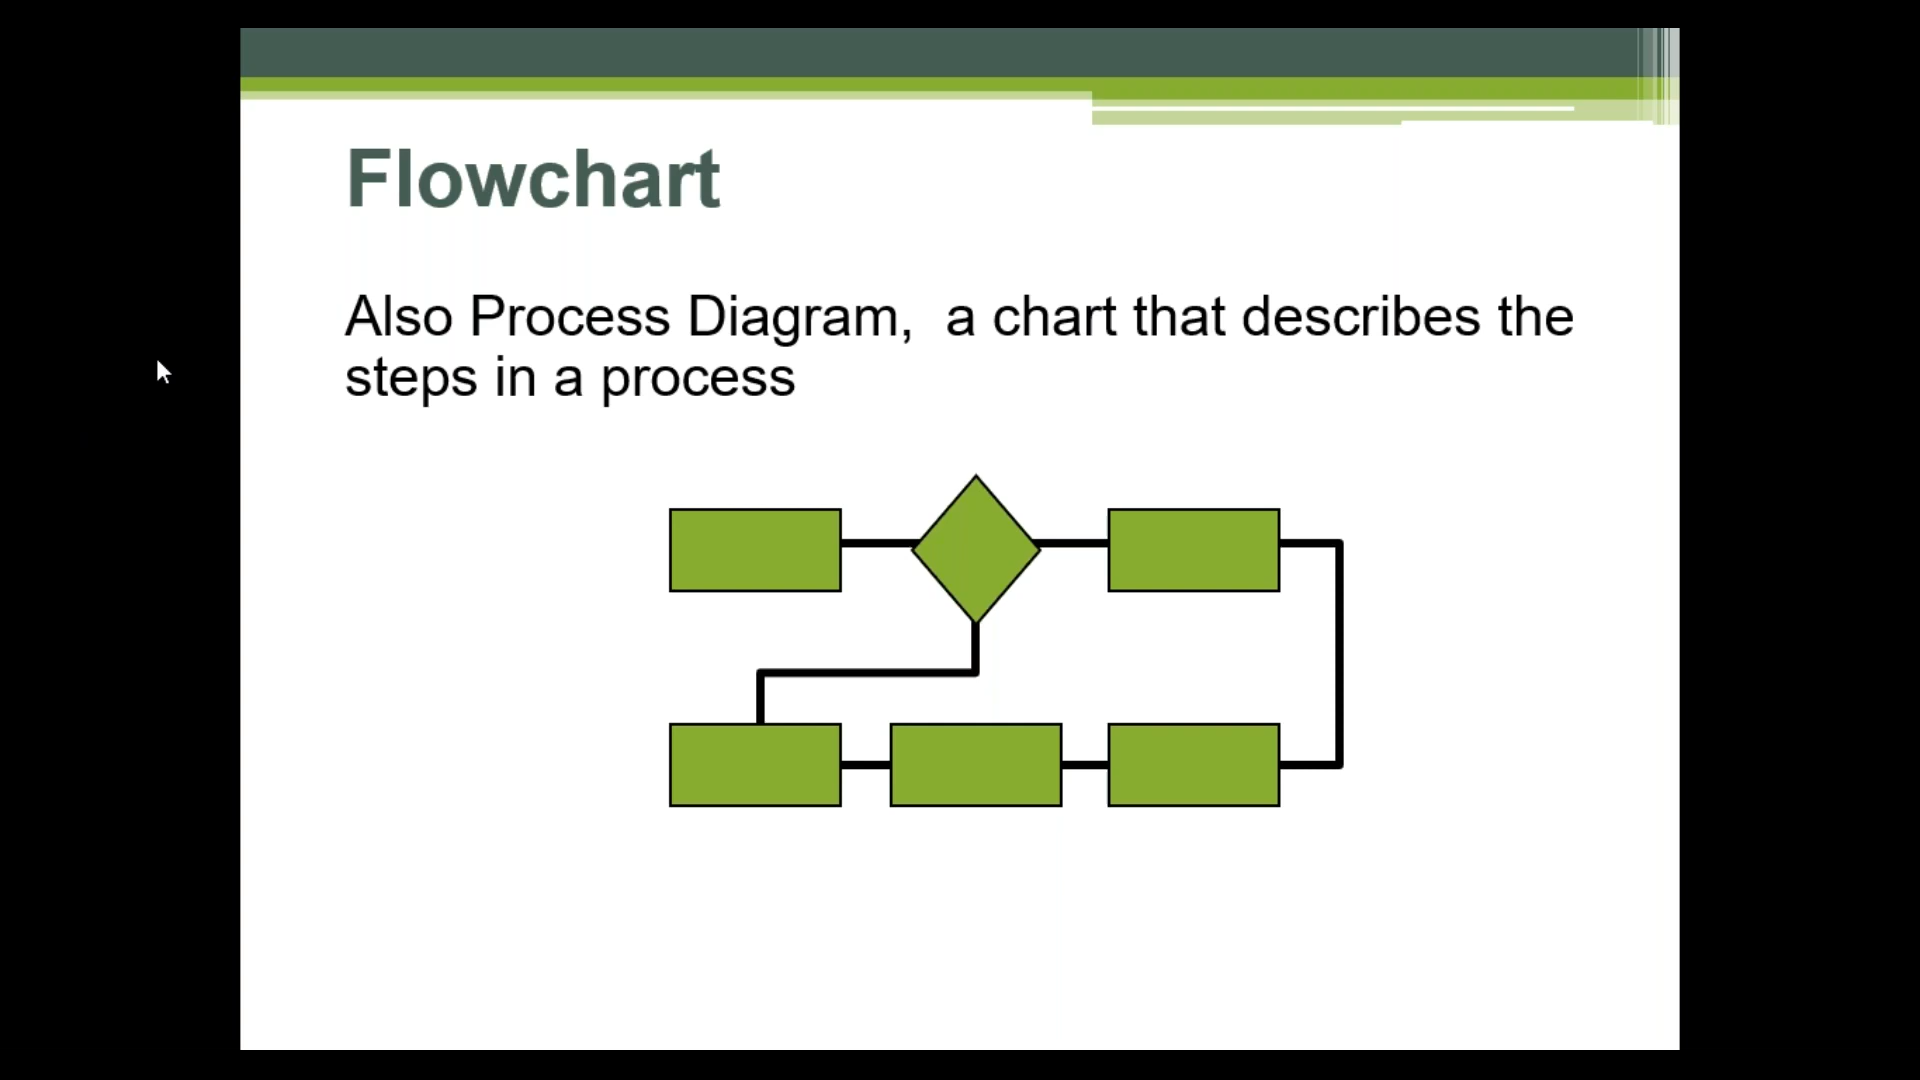 Flowchart
Also Process Diagram,  a chart that describes the
steps in a process